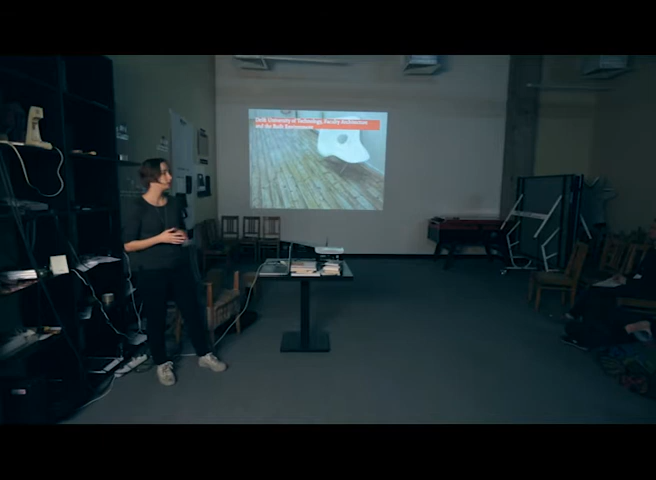 Delft University of Technology, Faculty Architecture
and the Built Environment